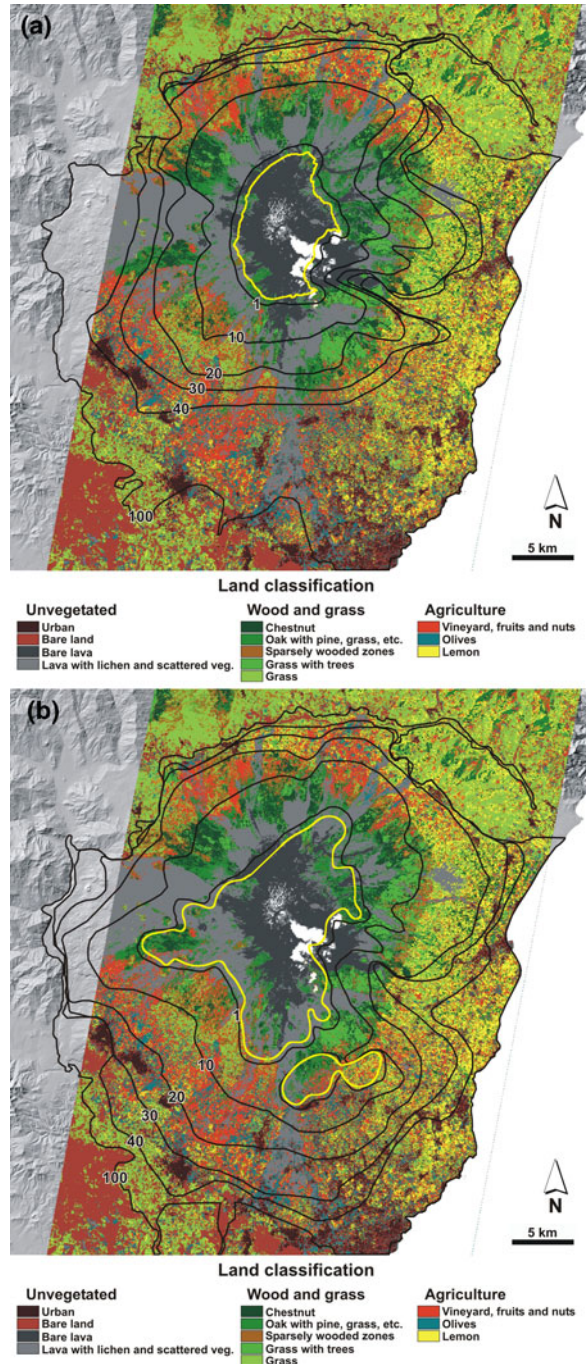 (a)
1
10
20
30
40
100
N
5 km
Land classification
Unvegetated
Urban
Bare land
Bare lava
Lava with lichen and scattered veg.
Wood and grass
Chestnut
Oak with pine, grass, etc.
Sparsely wooded zones
Grass with trees
Grass
Agriculture
Vineyard, fruits and nuts
Olives
Lemon
(b)
1
10
20
30
40
100
N
5 km
Land classification
Unvegetated
Urban
Bare land
Bare lava
Lava with lichen and scattered veg.
Wood and grass
Chestnut
Oak with pine, grass, etc.
Sparsely wooded zones
Grass with trees
Grass
Agriculture
Vineyard, fruits and nuts
Olives
Lemon